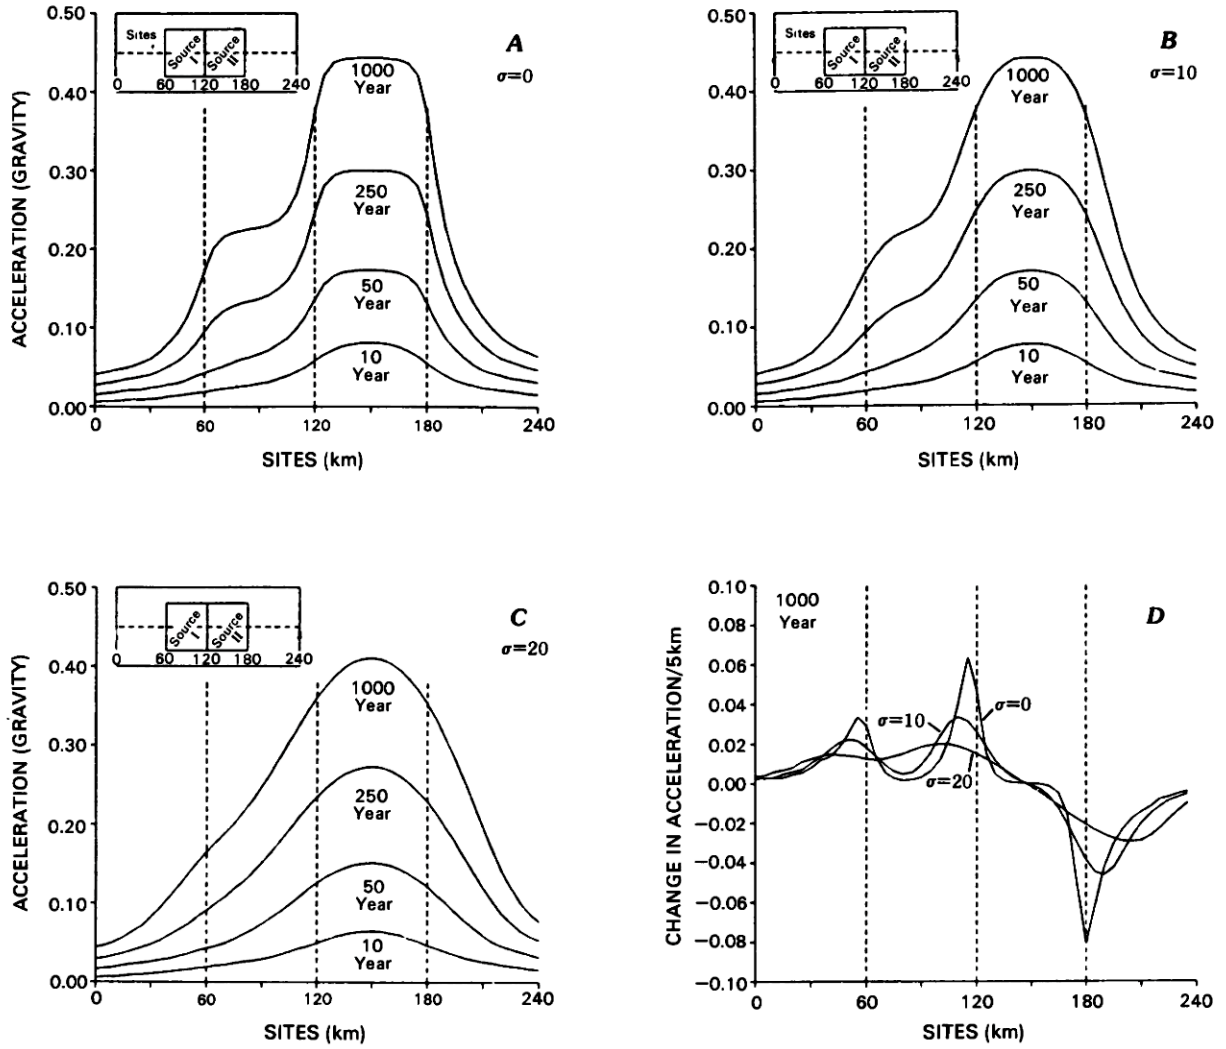 A
σ=0
Sites
Source I
Source II
0 60 120 180 240
0.50
0.40
0.30
0.20
0.10
0.00
ACCELERATION (GRAVITY)
1000
Year
250
Year
50
Year
10
Year
0 60 120 180 240
SITES (km)
B
σ=10
Sites
Source I
Source II
0 60 120 180 240
0.50
0.40
0.30
0.20
0.10
0.00
ACCELERATION (GRAVITY)
1000
Year
250
Year
50
Year
10
Year
0 60 120 180 240
SITES (km)
C
σ=20
Source I
Source II
0 60 120 180 240
0.50
0.40
0.30
0.20
0.10
0.00
ACCELERATION (GRAVITY)
1000
Year
250
Year
50
Year
10
Year
0 60 120 180 240
SITES (km)
D
1000
Year
0.10
0.08
0.06
0.04
0.02
0.00
−0.02
−0.04
−0.06
−0.08
−0.10
CHANGE IN ACCELERATION/5km
σ=10
σ=0
σ=20
0 60 120 180 240
SITES (km)